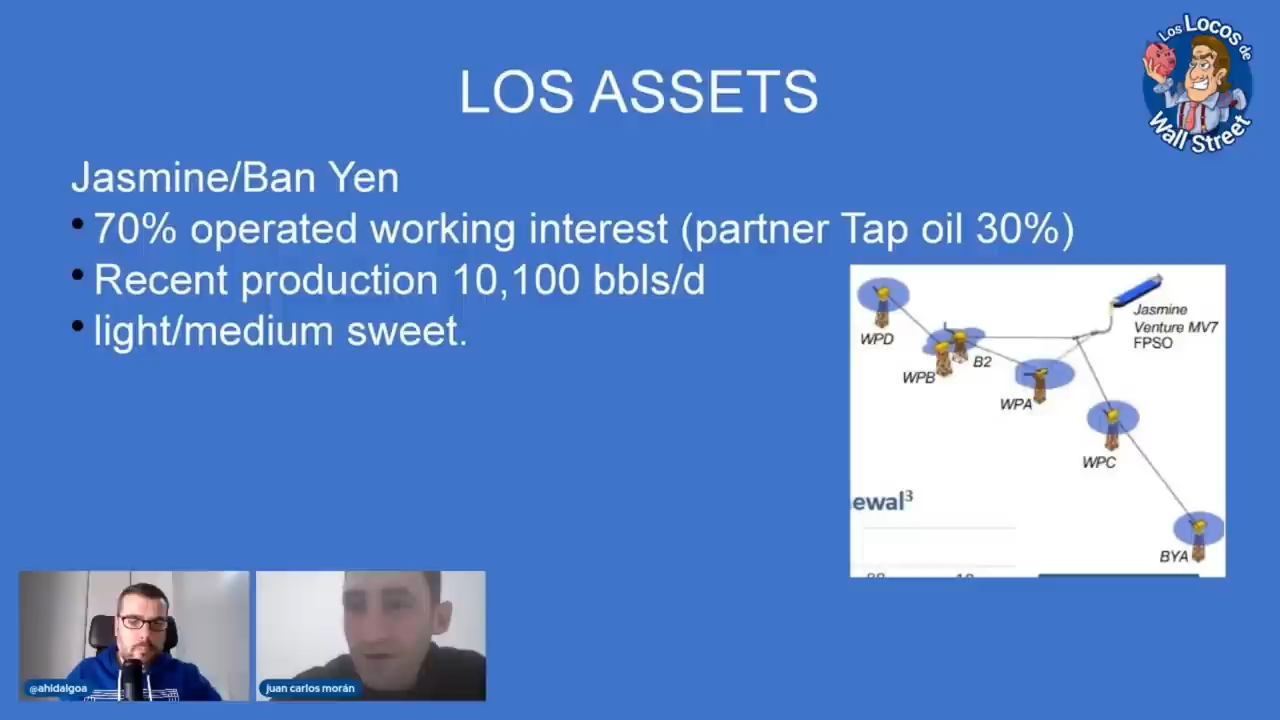 Los Locos de
Wall Street
LOS ASSETS
Jasmine/Ban Yen
• 70% operated working interest (partner Tap oil 30%)
• Recent production 10,100 bbls/d
• light/medium sweet.
WPD
WPB
B2
WPA
Jasmine
Venture MV7
FPSO
WPC
BYA
ewal³
@ahidalgoa
juan carlos morán